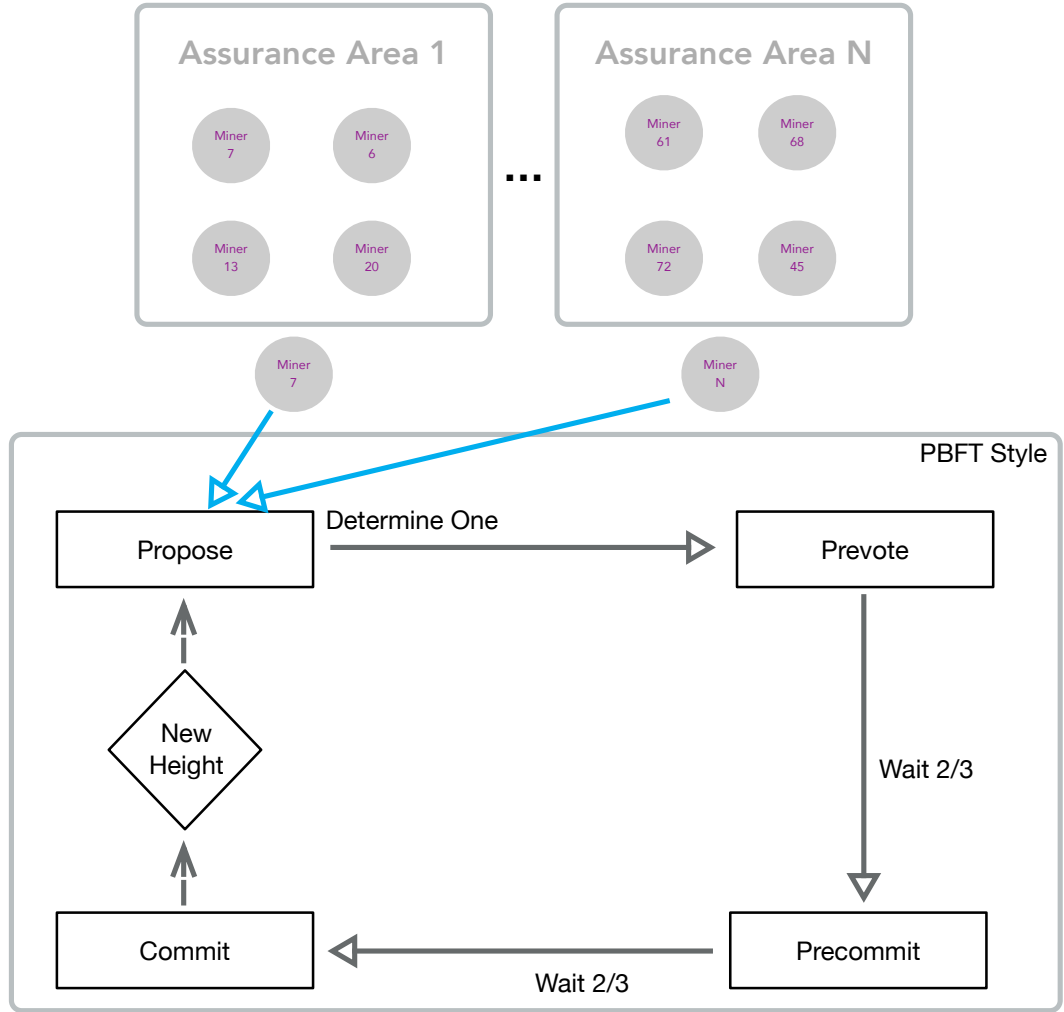 Assurance Area 1
Assurance Area N
Miner
7
Miner
6
Miner
61
Miner
68
...
Miner
13
Miner
20
Miner
72
Miner
45
Miner
7
Miner
N
PBFT Style
Propose
Determine One
Prevote
New
Height
Wait 2/3
Commit
Wait 2/3
Precommit